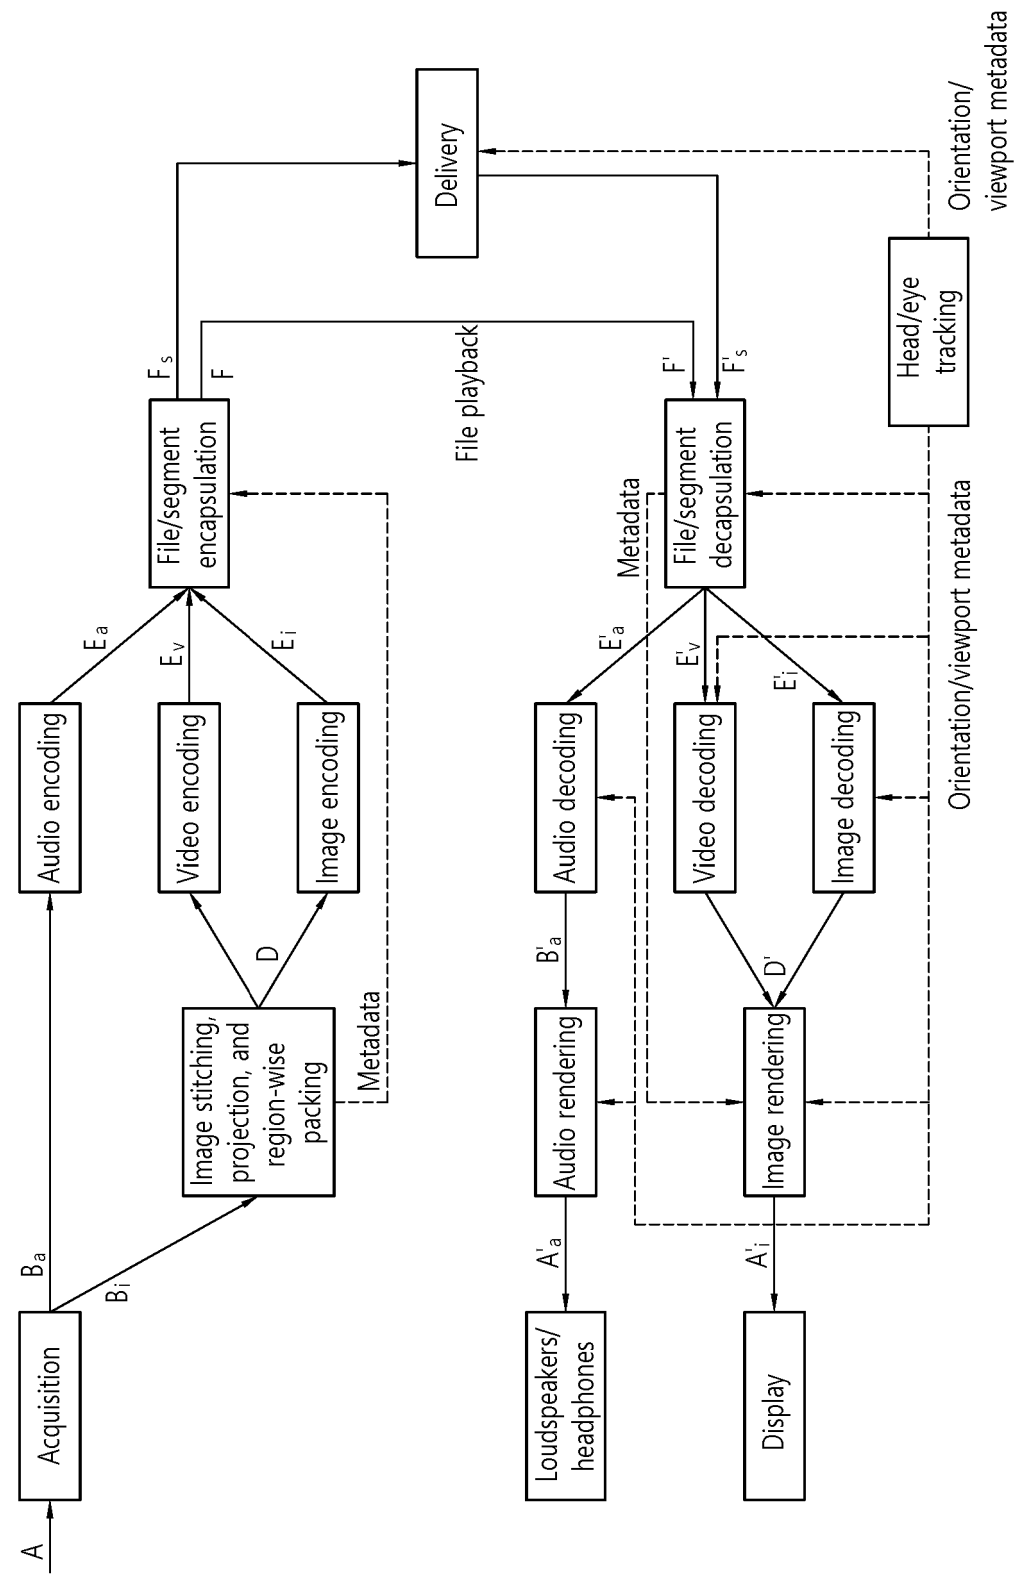 A
Acquisition
Ba
Bi
Image stitching,
projection, and
region-wise
packing
Metadata
D
Audio encoding
Video encoding
Image encoding
Ea
Ev
Ei
File/segment
encapsulation
Fs
F
File playback
Delivery
Orientation/
viewport metadata
Loudspeakers/
headphones
Display
A'a
A'i
Audio rendering
Image rendering
B'a
D'
Audio decoding
Video decoding
Image decoding
E'a
E'v
E'i
Metadata
File/segment
decapsulation
F'
F's
Head/eye
tracking
Orientation/viewport metadata